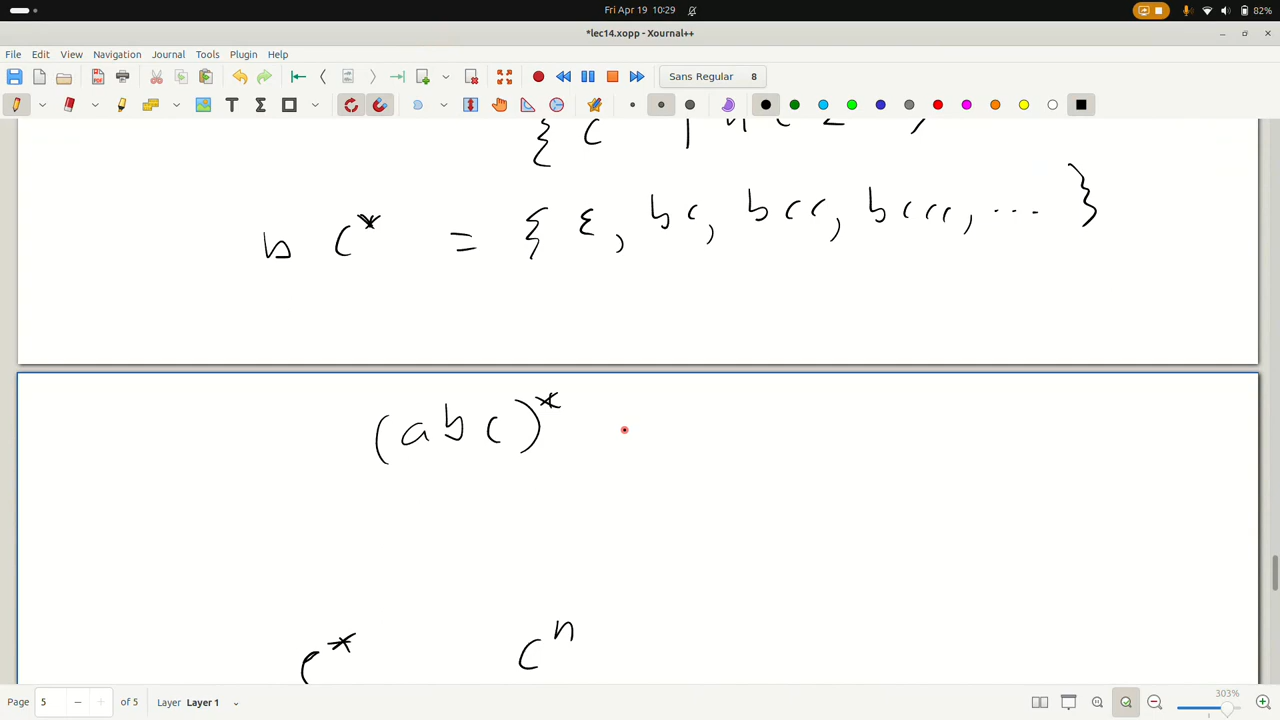 Fri Apr 19 10:29
82%
*lec14.xopp - Xournal++
File Edit View Navigation Journal Tools Plugin Help
Sans Regular 8
{ c
b c* = { ε, bc, bcc, bccc, ... }
(abc)*
c* c^n
Page 5 of 5 Layer Layer 1 303%